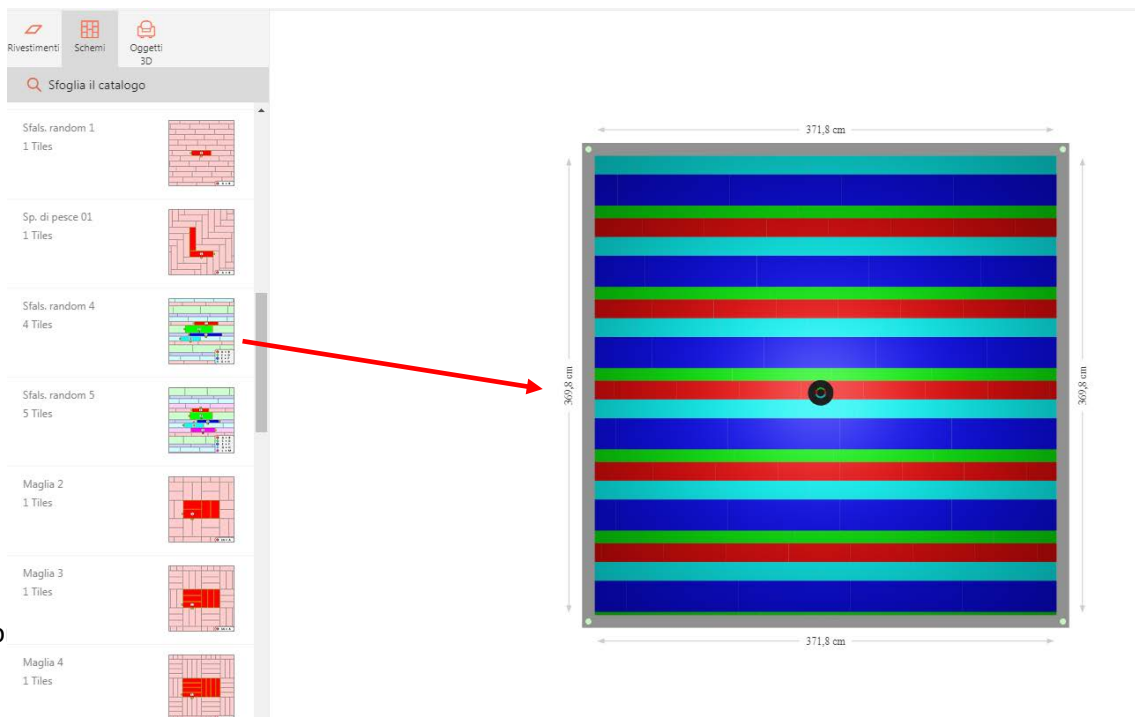 Rivestimenti
Schemi
Oggetti
3D
Sfoglia il catalogo
Sfals. random 1
1 Tiles
Sp. di pesce 01
1 Tiles
Sfals. random 4
4 Tiles
Sfals. random 5
5 Tiles
Maglia 2
1 Tiles
Maglia 3
1 Tiles
Maglia 4
1 Tiles
371,8 cm
369,8 cm
369,8 cm
371,8 cm